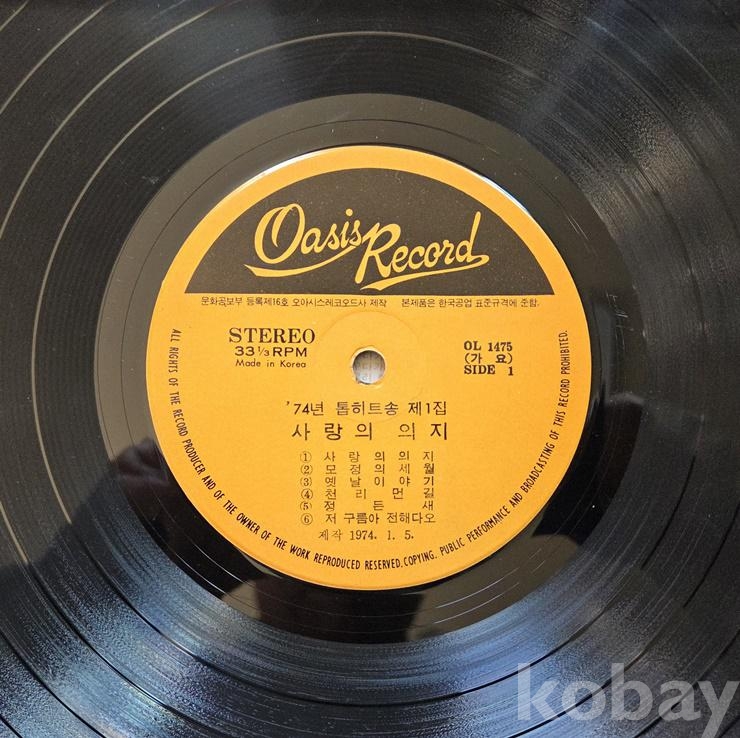 Oasis Record
문화공보부 등록제16호 오아시스레코오드사 제작 본제품은 한국공업 표준규격에 준함.
STEREO
33 1/3 RPM
Made in Korea
OL 1475
(가 요)
SIDE 1
'74년 톱히트송 제1집
사랑의 의지
① 사랑의의지
② 모정의세월
③ 옛날이야기
④ 천리먼길
⑤ 정든새
⑥ 저 구름아 전해다오
제작 1974. 1. 5.
ALL RIGHTS OF THE RECORD PRODUCER AND OF THE OWNER OF THE WORK REPRODUCED RESERVED. COPYING. PUBLIC PERFORMANCE AND BROADCASTING OF THIS RECORD PROHIBITED.
kobay